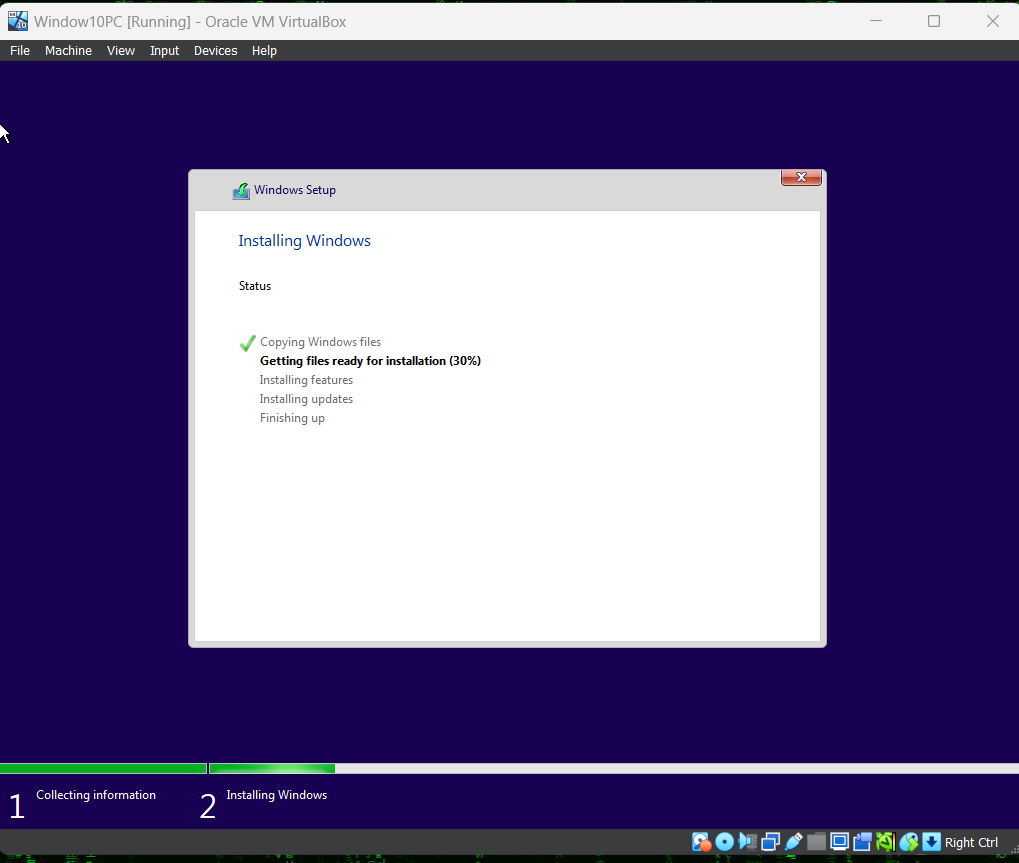 Window10PC [Running] - Oracle VM VirtualBox
File Machine View Input Devices Help
Windows Setup
Installing Windows
Status
Copying Windows files
Getting files ready for installation (30%)
Installing features
Installing updates
Finishing up
1 Collecting information 2 Installing Windows
Right Ctrl